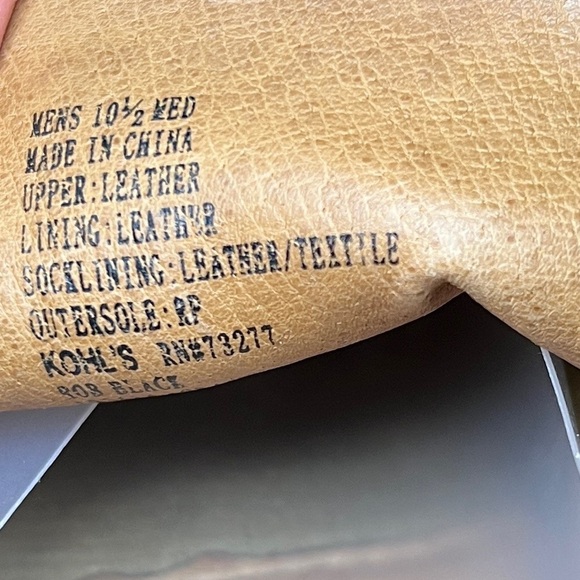 MENS 10½ MED
MADE IN CHINA
UPPER:LEATHER
LINING:LEATHER
SOCKLINING:LEATHER/TEXTILE
OUTERSOLE:RP
KOHL'S RN#73277
BLACK